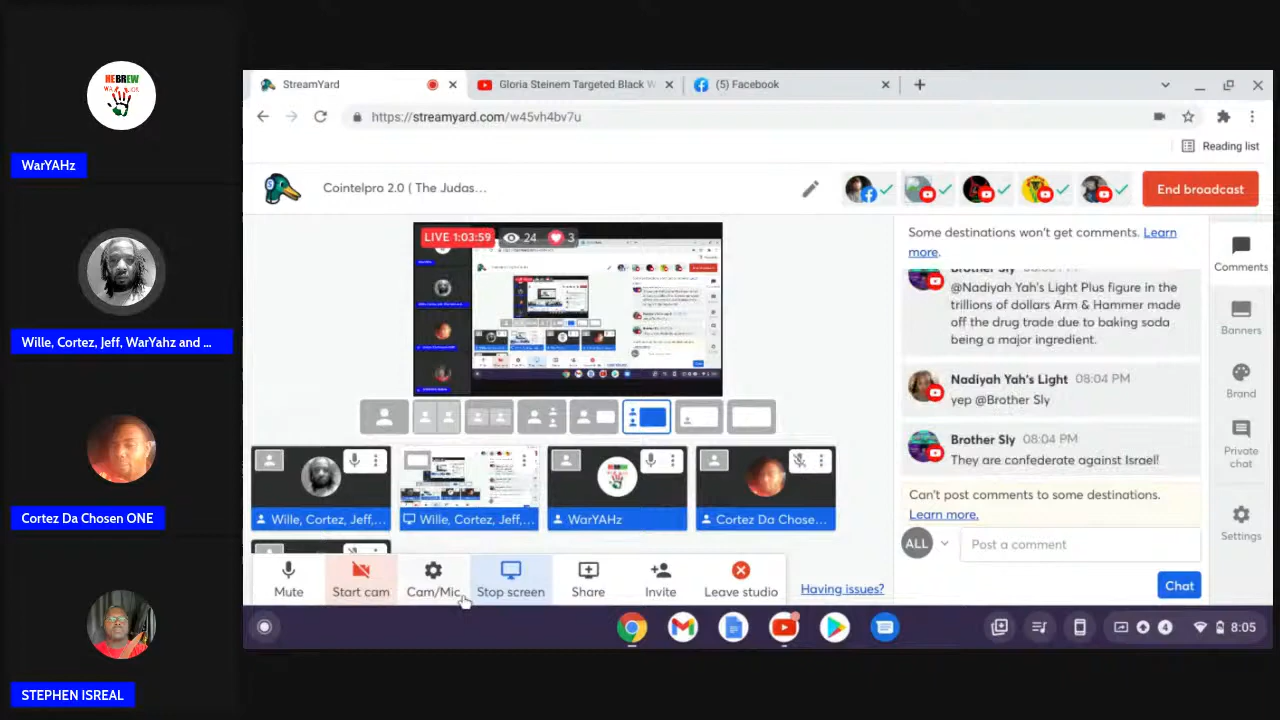 HEBREW
WarYAHz
Wille, Cortez, Jeff, WarYahz and ...
Cortez Da Chosen ONE
STEPHEN ISREAL
StreamYard
Gloria Steinem Targeted Black W
(5) Facebook
https://streamyard.com/w45vh4bv7u
Reading list
Cointelpro 2.0 ( The Judas...
End broadcast
LIVE 1:03:59
24
3
Some destinations won't get comments. Learn
more.
Brother Sly
@Nadiyah Yah's Light Plus figure in the
trillions of dollars Arm & Hammer made
off the drug trade due to baking soda
being a major ingredient.
Nadiyah Yah's Light 08:04 PM
yep @Brother Sly
Brother Sly 08:04 PM
They are confederate against Israel!
Can't post comments to some destinations.
Learn more.
ALL
Post a comment
Chat
Comments
Banners
Brand
Private
chat
Settings
Wille, Cortez, Jeff,...
Wille, Cortez, Jeff,...
WarYAHz
Cortez Da Chose...
Mute
Start cam
Cam/Mic
Stop screen
Share
Invite
Leave studio
Having issues?
4
8:05